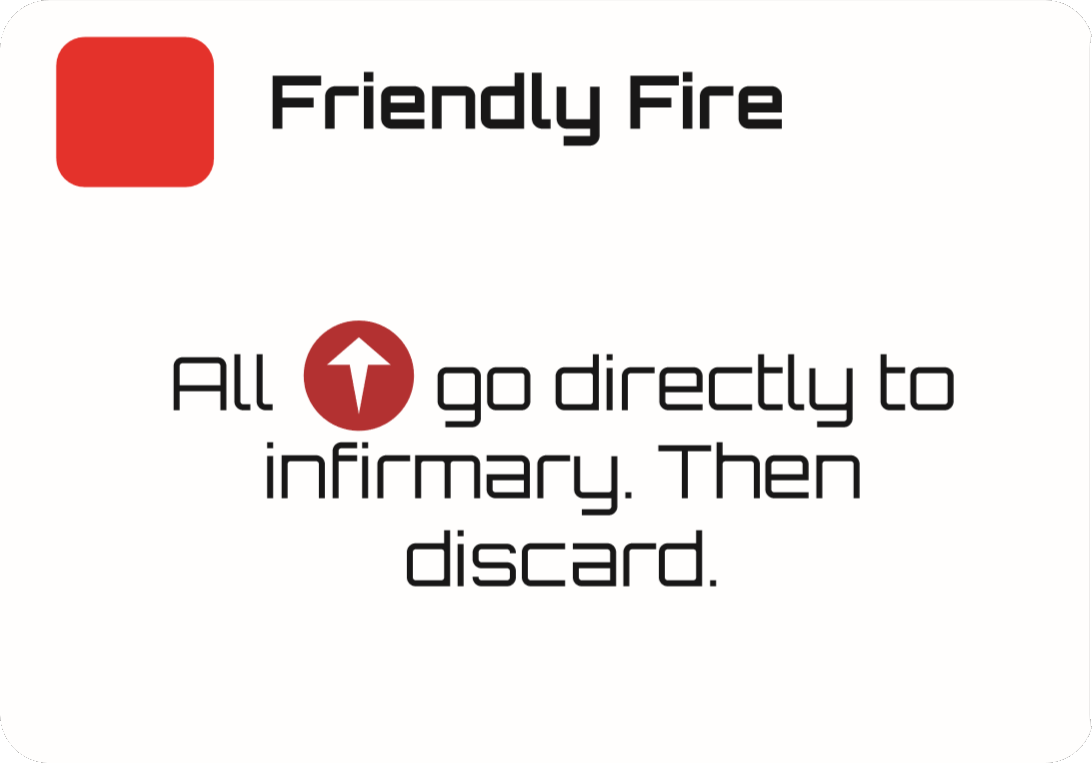 Friendly Fire
All go directly to
infirmary. Then
discard.